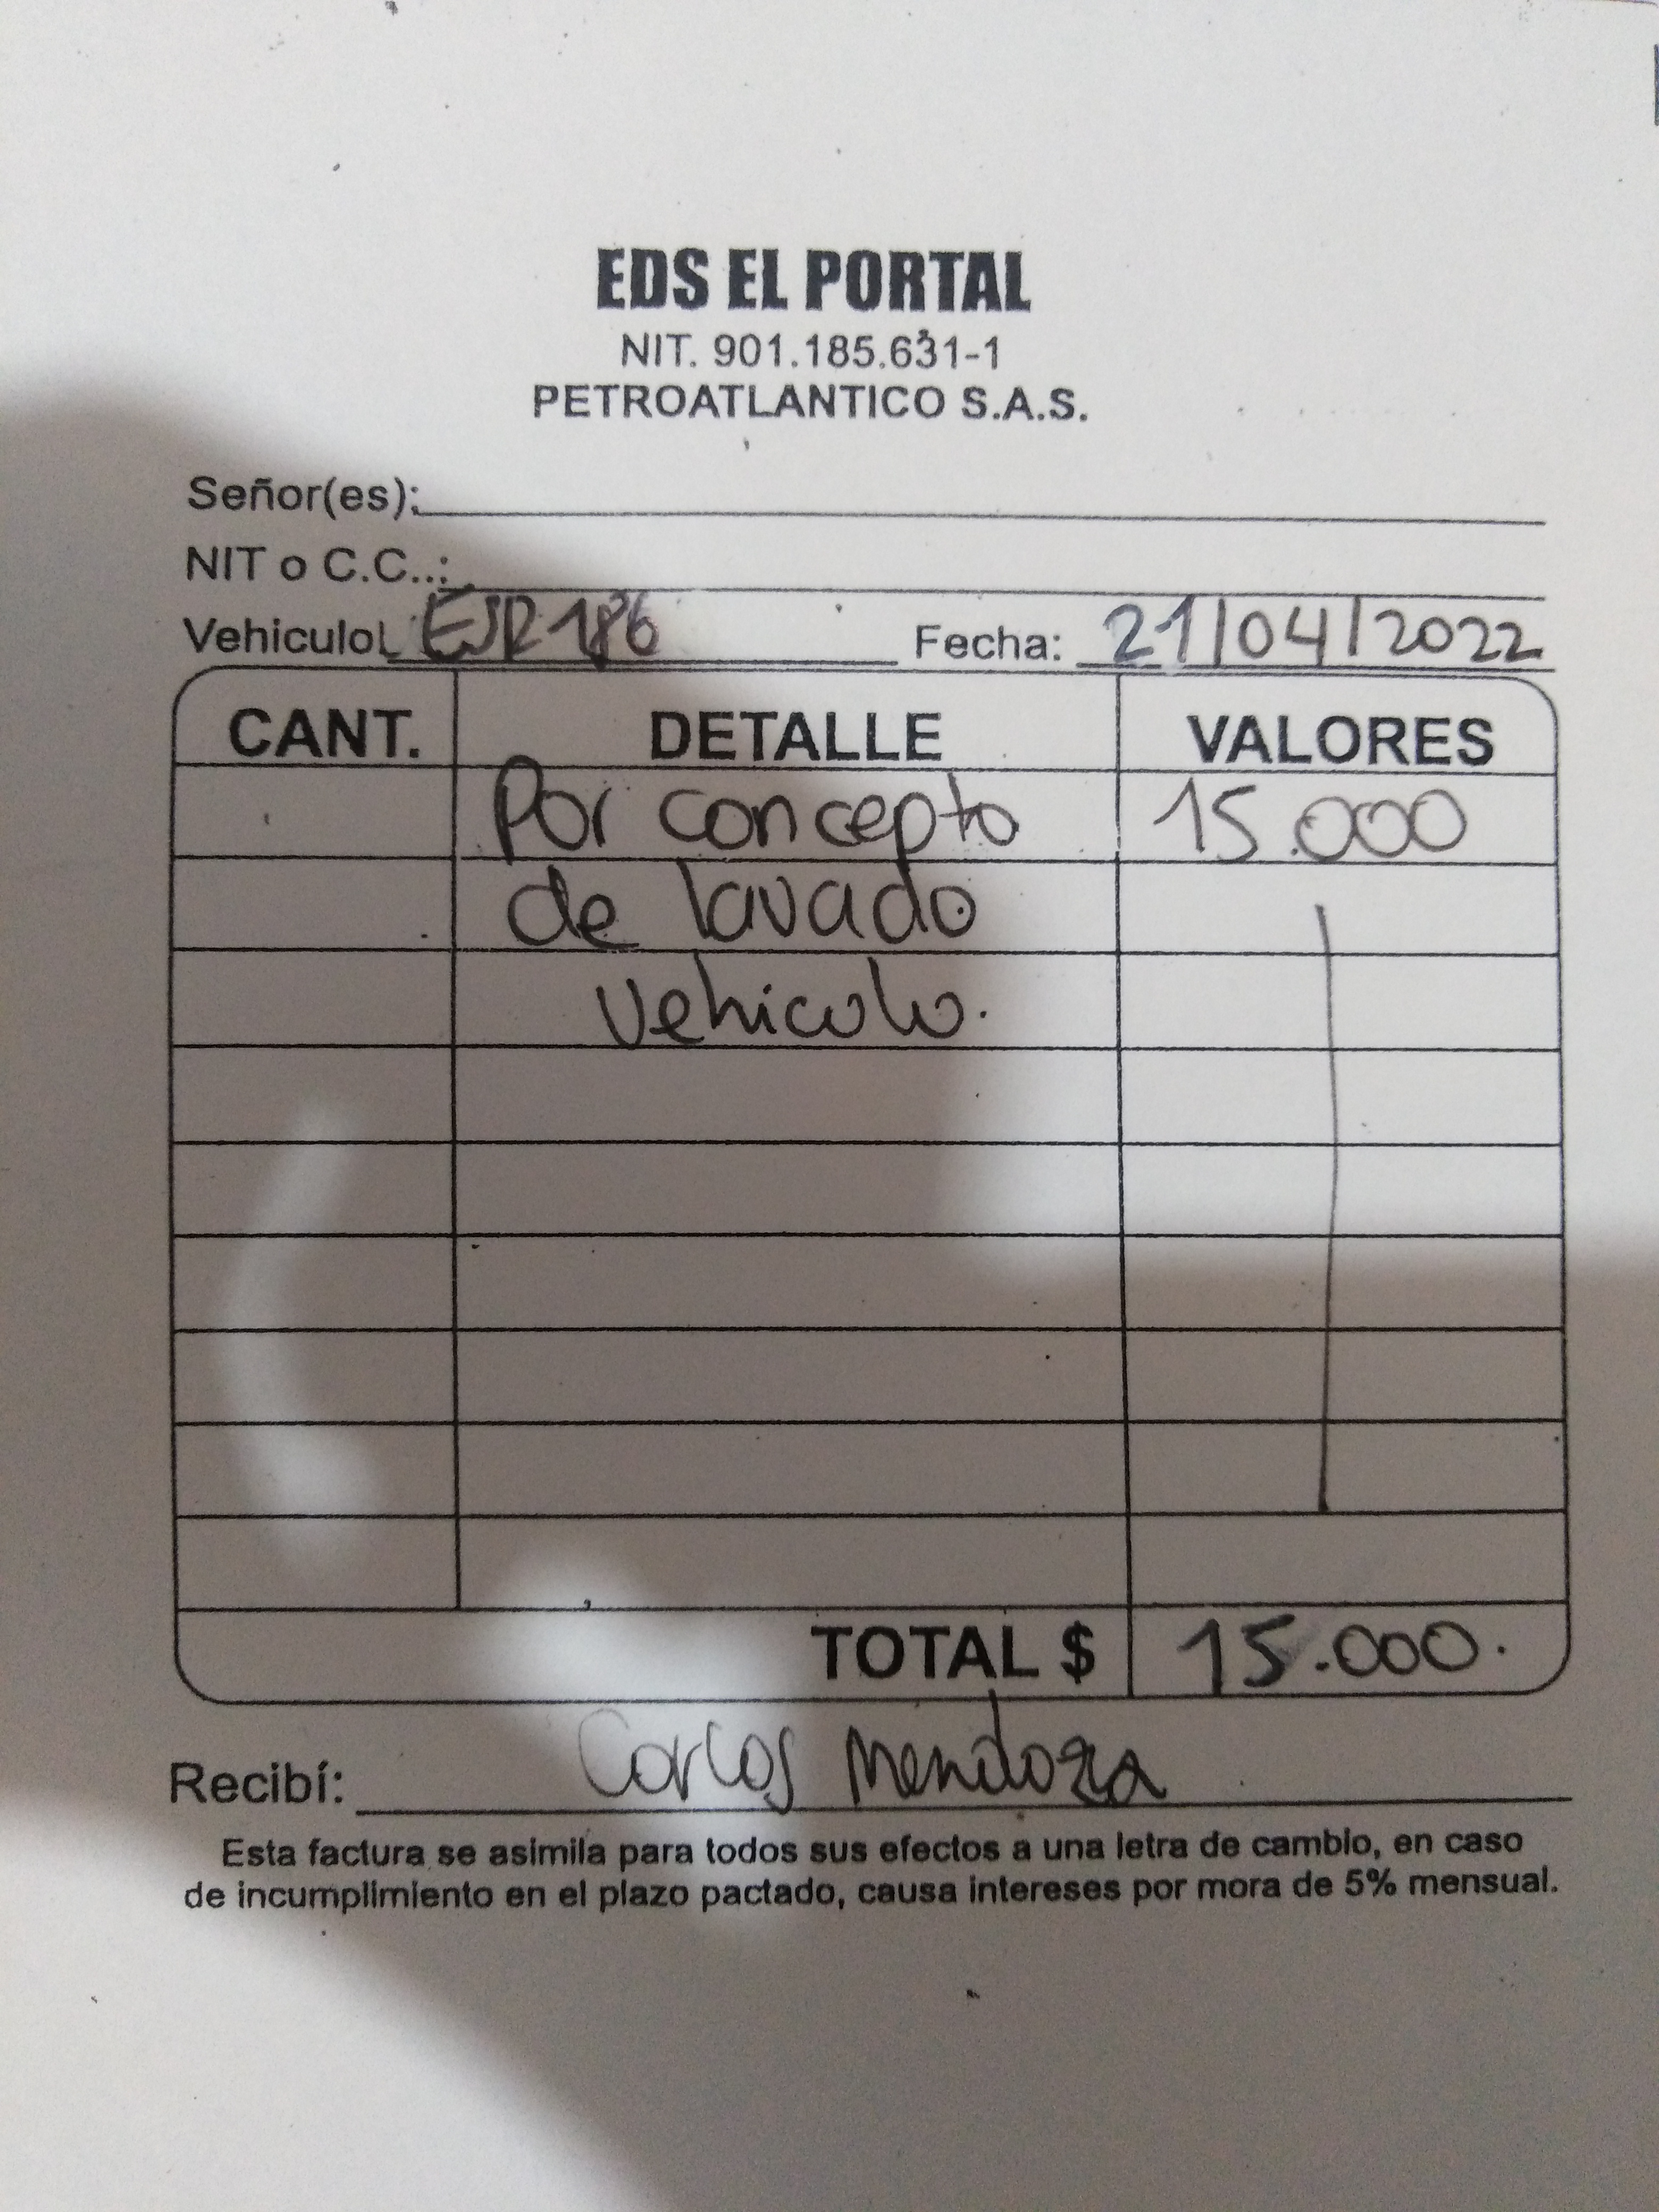 EDS EL PORTAL
NIT. 901.185.631-1
PETROATLANTICO S.A.S.
Señor(es):
NIT o C.C..:
Vehiculo EJR186 Fecha: 21/04/2022
CANT. DETALLE VALORES
Por concepto 15.000
de lavado
vehiculo.
TOTAL $ 15.000.
Recibí: Carlos Mendoza
Esta factura se asimila para todos sus efectos a una letra de cambio, en caso
de incumplimiento en el plazo pactado, causa intereses por mora de 5% mensual.